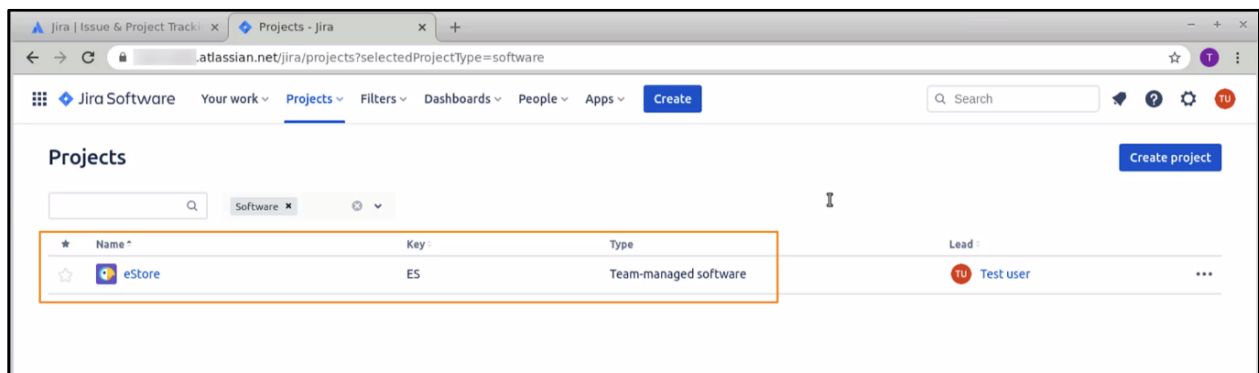 Jira | Issue & Project Tracki
Projects - Jira
.atlassian.net/jira/projects?selectedProjectType=software
T
Jira Software Your work Projects Filters Dashboards People Apps Create Search TU
Projects
Create project
Software
Name Key Type Lead
eStore ES Team-managed software TU Test user